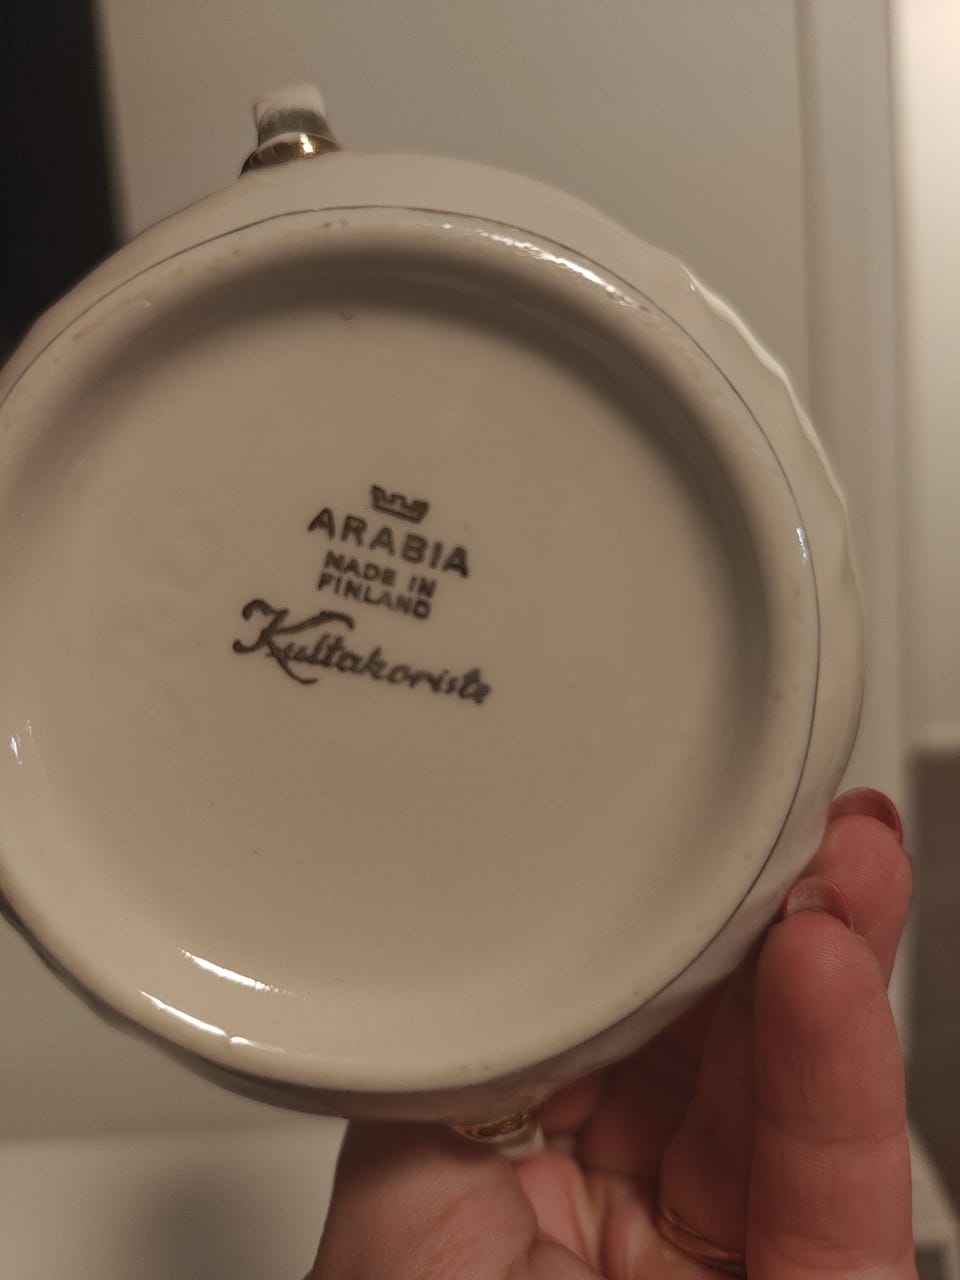 ARABIA
MADE IN
FINLAND
Kultakoriste